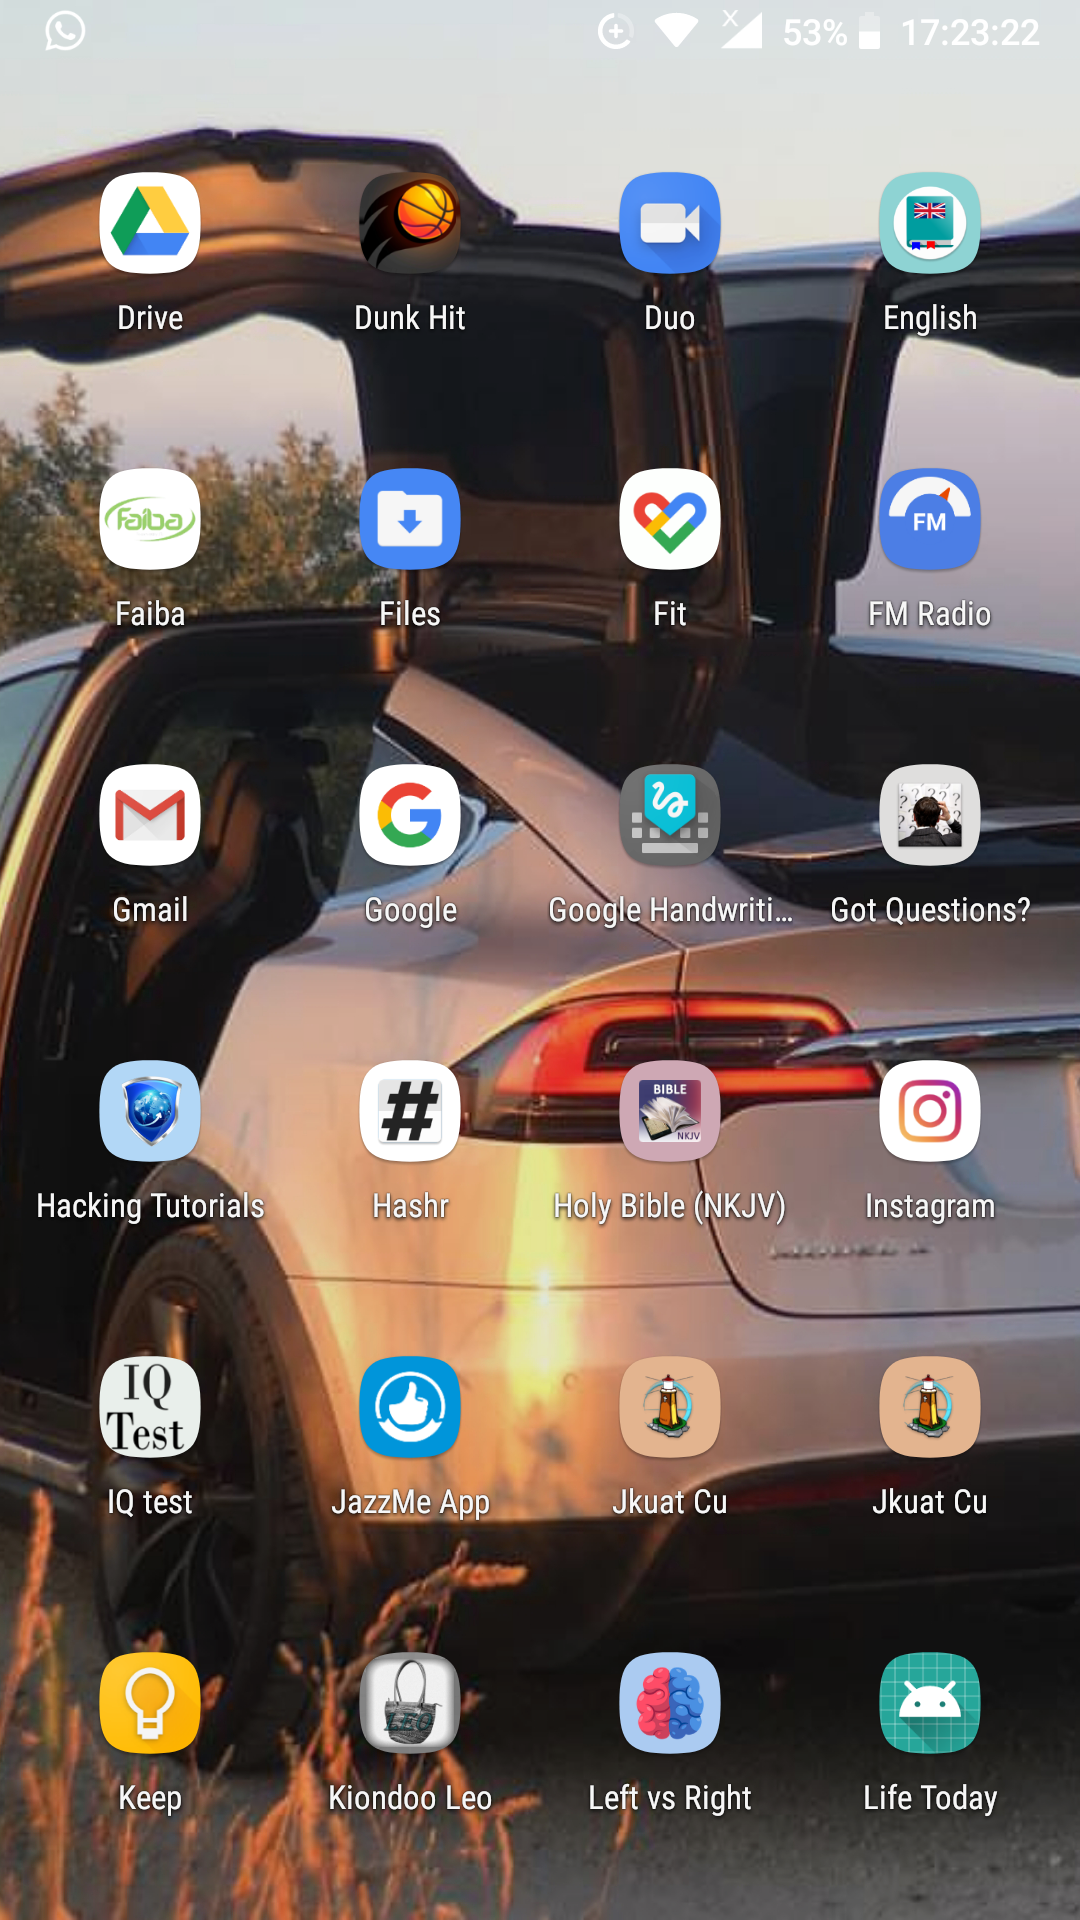 53% 17:23:22
Drive Dunk Hit Duo English
Faiba
FM
Faiba Files Fit FM Radio
Gmail Google Google Handwriti... Got Questions?
BIBLE
NKJV
Hacking Tutorials Hashr Holy Bible (NKJV) Instagram
IQ
Test
IQ test JazzMe App Jkuat Cu Jkuat Cu
LEO
Keep Kiondoo Leo Left vs Right Life Today